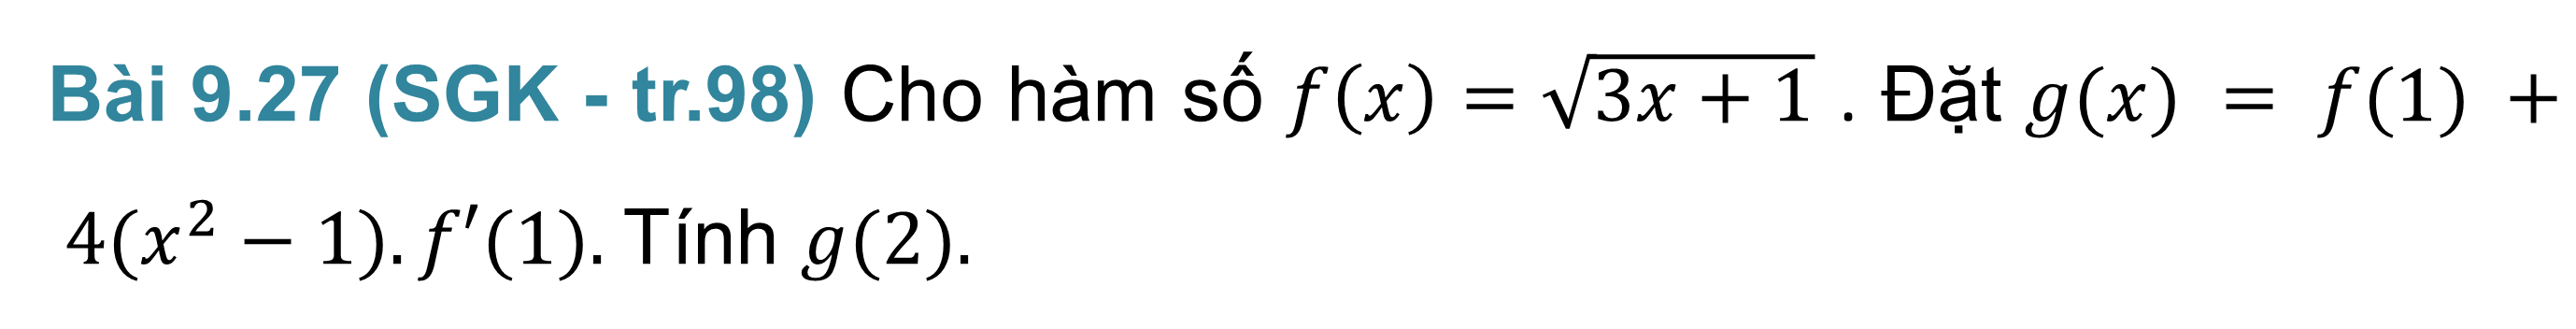 Bài 9.27 (SGK - tr.98) Cho hàm số f(x) = √(3x + 1) . Đặt g(x) = f(1) +
4(x² − 1). f′(1). Tính g(2).